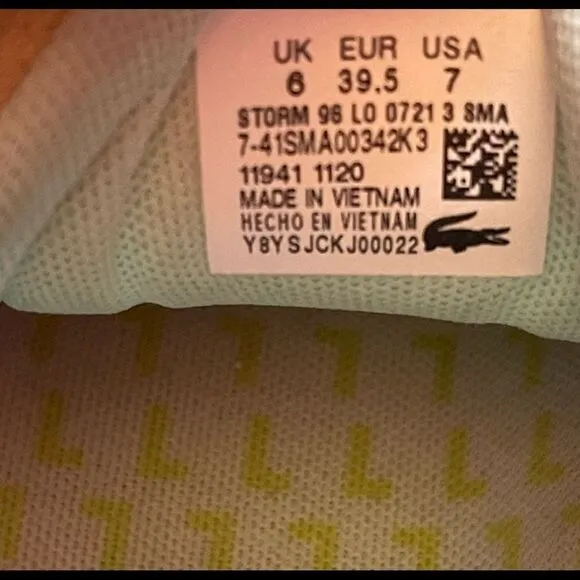 UK EUR USA
6 39.5 7
STORM 96 LO 0721 3 SMA
7-41SMA00342K3
11941 1120
MADE IN VIETNAM
HECHO EN VIETNAM
Y8YSJCKJ00022